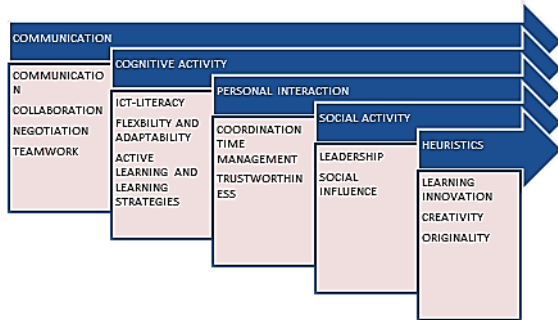 COMMUNICATION
COMMUNICATIO
N
COLLABORATION
NEGOTIATION
TEAMWORK
COGNITIVE ACTIVITY
ICT-LITERACY
FLEXBILITY AND
ADAPTABILITY
ACTIVE
LEARNING AND
LEARNING
STRATEGIES
PERSONAL INTERACTION
COORDINATION
TIME
MANAGEMENT
TRUSTWORTHIN
ESS
SOCIAL ACTIVITY
LEADERSHIP
SOCIAL
INFLUENCE
HEURISTICS
LEARNING
INNOVATION
CREATIVITY
ORIGINALITY